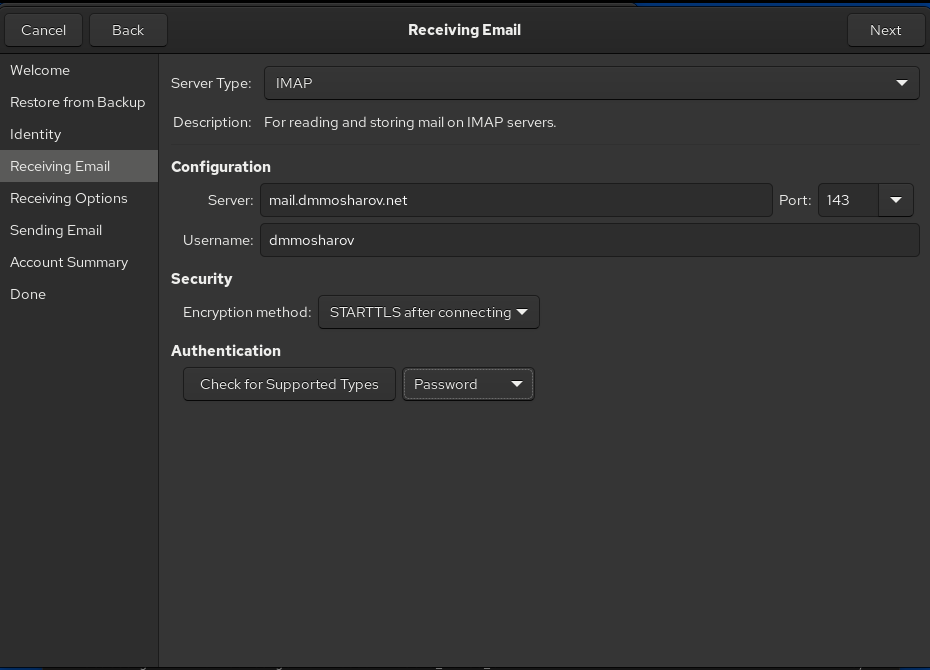 Cancel Back Receiving Email Next
Welcome
Restore from Backup
Identity
Receiving Email
Receiving Options
Sending Email
Account Summary
Done
Server Type: IMAP
Description: For reading and storing mail on IMAP servers.
Configuration
Server: mail.dmmosharov.net Port: 143
Username: dmmosharov
Security
Encryption method: STARTTLS after connecting
Authentication
Check for Supported Types Password